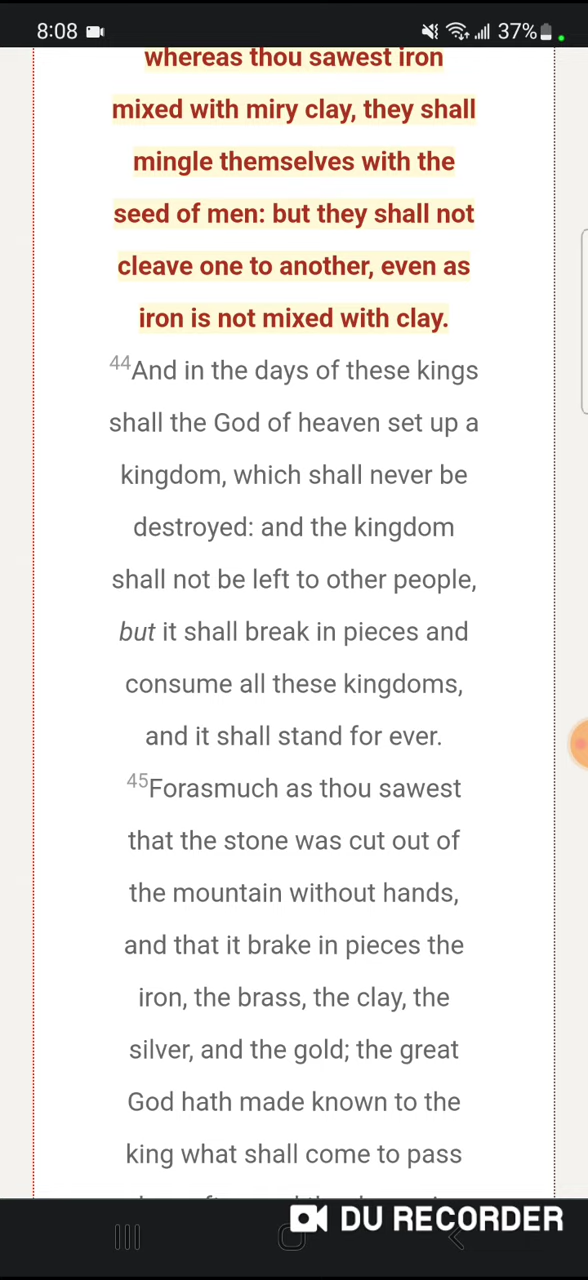 8:08 37%
whereas thou sawest iron
mixed with miry clay, they shall
mingle themselves with the
seed of men: but they shall not
cleave one to another, even as
iron is not mixed with clay.
44And in the days of these kings
shall the God of heaven set up a
kingdom, which shall never be
destroyed: and the kingdom
shall not be left to other people,
but it shall break in pieces and
consume all these kingdoms,
and it shall stand for ever.
45Forasmuch as thou sawest
that the stone was cut out of
the mountain without hands,
and that it brake in pieces the
iron, the brass, the clay, the
silver, and the gold; the great
God hath made known to the
king what shall come to pass
DU RECORDER